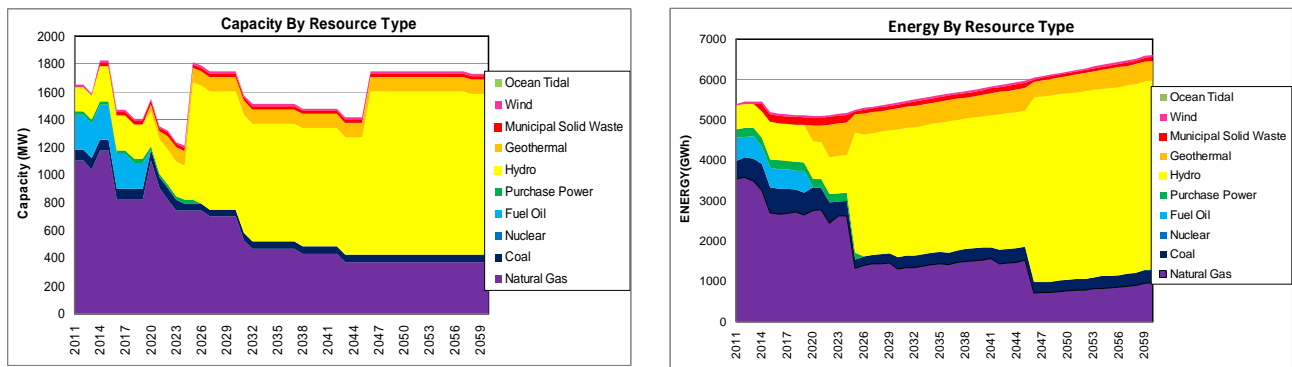 Capacity By Resource Type
Capacity (MW)
2000
1800
1600
1400
1200
1000
800
600
400
200
0
2011
2014
2017
2020
2023
2026
2029
2032
2035
2038
2041
2044
2047
2050
2053
2056
2059
Ocean Tidal
Wind
Municipal Solid Waste
Geothermal
Hydro
Purchase Power
Fuel Oil
Nuclear
Coal
Natural Gas
Energy By Resource Type
ENERGY(GWh)
7000
6000
5000
4000
3000
2000
1000
0
2011
2014
2017
2020
2023
2026
2029
2032
2035
2038
2041
2044
2047
2050
2053
2056
2059
Ocean Tidal
Wind
Municipal Solid Waste
Geothermal
Hydro
Purchase Power
Fuel Oil
Nuclear
Coal
Natural Gas